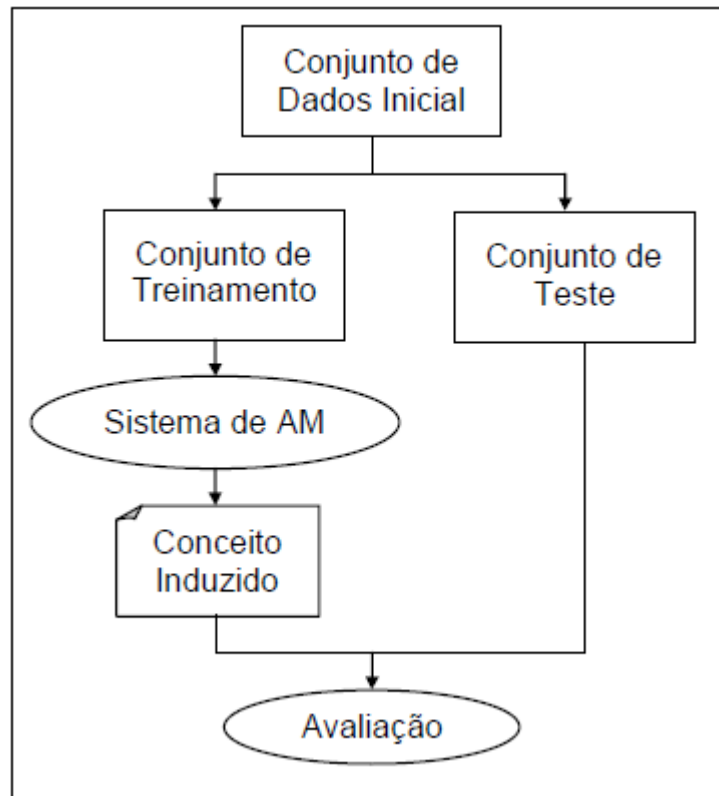 Conjunto de
Dados Inicial
Conjunto de
Treinamento
Conjunto de
Teste
Sistema de AM
Conceito
Induzido
Avaliação